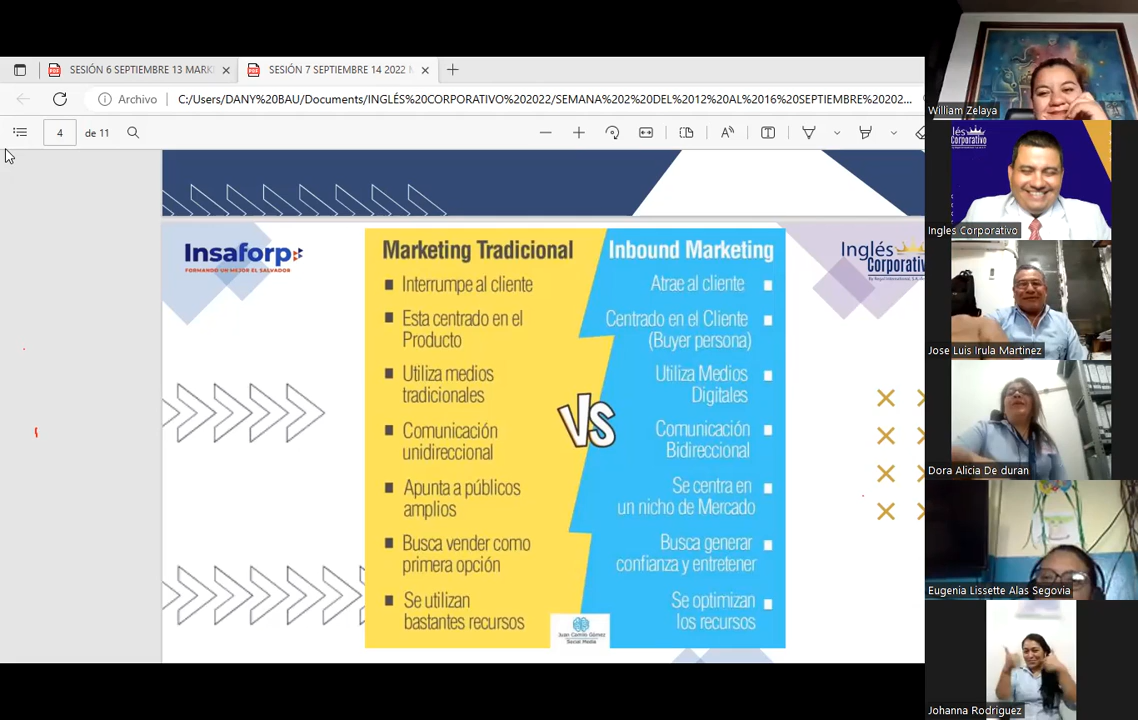 SESIÓN 6 SEPTIEMBRE 13 MARK
SESIÓN 7 SEPTIEMBRE 14 2022 M
Archivo
C:/Users/DANY%20BAU/Documents/INGLÉS%20CORPORATIVO%202022/SEMANA%202%20DEL%2012%20AL%2016%20SEPTIEMBRE%20202...
4
de 11
Insaforp
FORMANDO UN MEJOR EL SALVADOR
Inglés
Corporativo
Marketing Tradicional
Interrumpe al cliente
Esta centrado en el
Producto
Utiliza medios
tradicionales
Comunicación
unidireccional
Apunta a públicos
amplios
Busca vender como
primera opción
Se utilizan
bastantes recursos
VS
Inbound Marketing
Atrae al cliente
Centrado en el Cliente
(Buyer persona)
Utiliza Medios
Digitales
Comunicación
Bidireccional
Se centra en
un nicho de Mercado
Busca generar
confianza y entretener
Se optimizan
los recursos
Juan Camilo Gómez
Social Media
William Zelaya
lés
Corporativo
Ingles Corporativo
Jose Luis Irula Martinez
Dora Alicia De duran
Eugenia Lissette Alas Segovia
Johanna Rodriguez